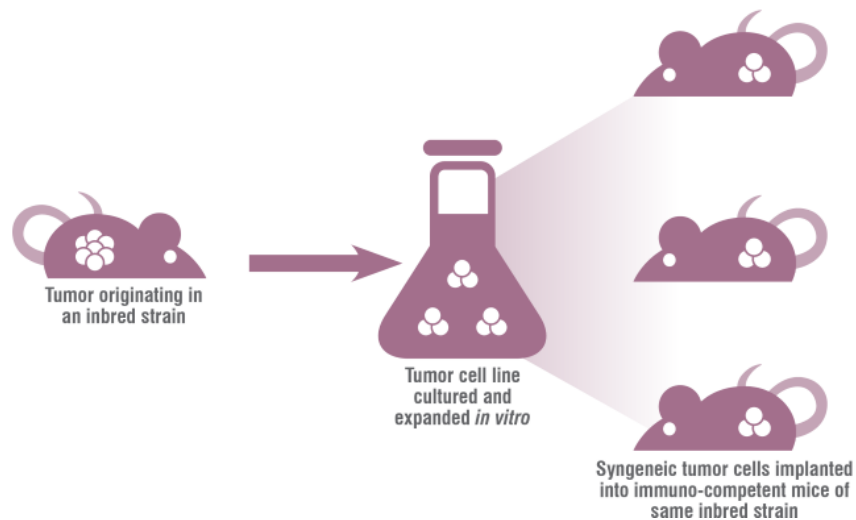 Tumor originating in
an inbred strain
Tumor cell line
cultured and
expanded in vitro
Syngeneic tumor cells implanted
into immuno-competent mice of
same inbred strain